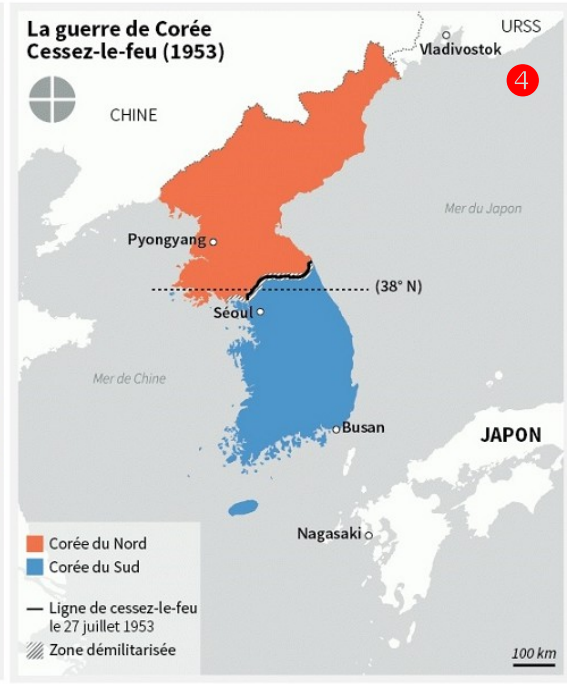 La guerre de Corée
Cessez-le-feu (1953)
URSS
Vladivostok
4
CHINE
Mer du Japon
Pyongyang
(38° N)
Séoul
Mer de Chine
Busan
JAPON
Nagasaki
Corée du Nord
Corée du Sud
Ligne de cessez-le-feu
le 27 juillet 1953
Zone démilitarisée
100 km